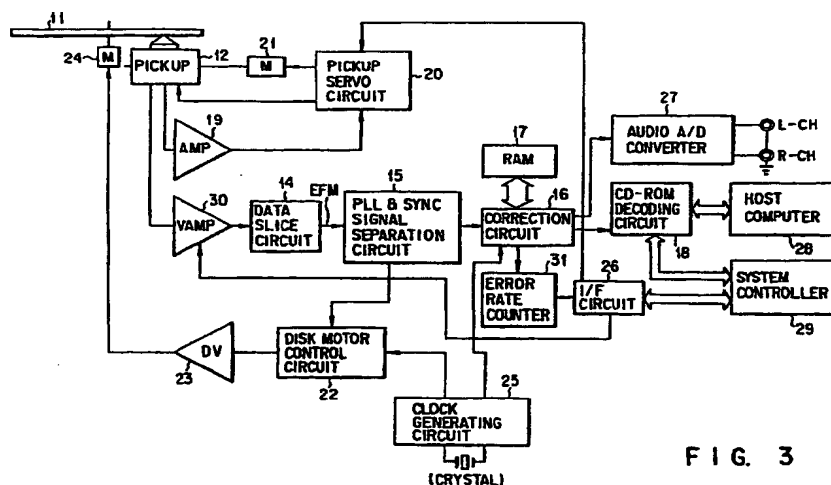 11
24
M
PICKUP
12
21
M
PICKUP
SERVO
CIRCUIT
20
19
AMP
27
AUDIO A/D
CONVERTER
L-CH
R-CH
17
RAM
30
VAMP
14
DATA
SLICE
CIRCUIT
EFM
15
PLL & SYNC
SIGNAL
SEPARATION
CIRCUIT
16
CORRECTION
CIRCUIT
CD-ROM
DECODING
CIRCUIT
18
HOST
COMPUTER
28
31
ERROR
RATE
COUNTER
26
I/F
CIRCUIT
SYSTEM
CONTROLLER
29
DV
23
DISK MOTOR
CONTROL
CIRCUIT
22
25
CLOCK
GENERATING
CIRCUIT
(CRYSTAL)
FIG. 3